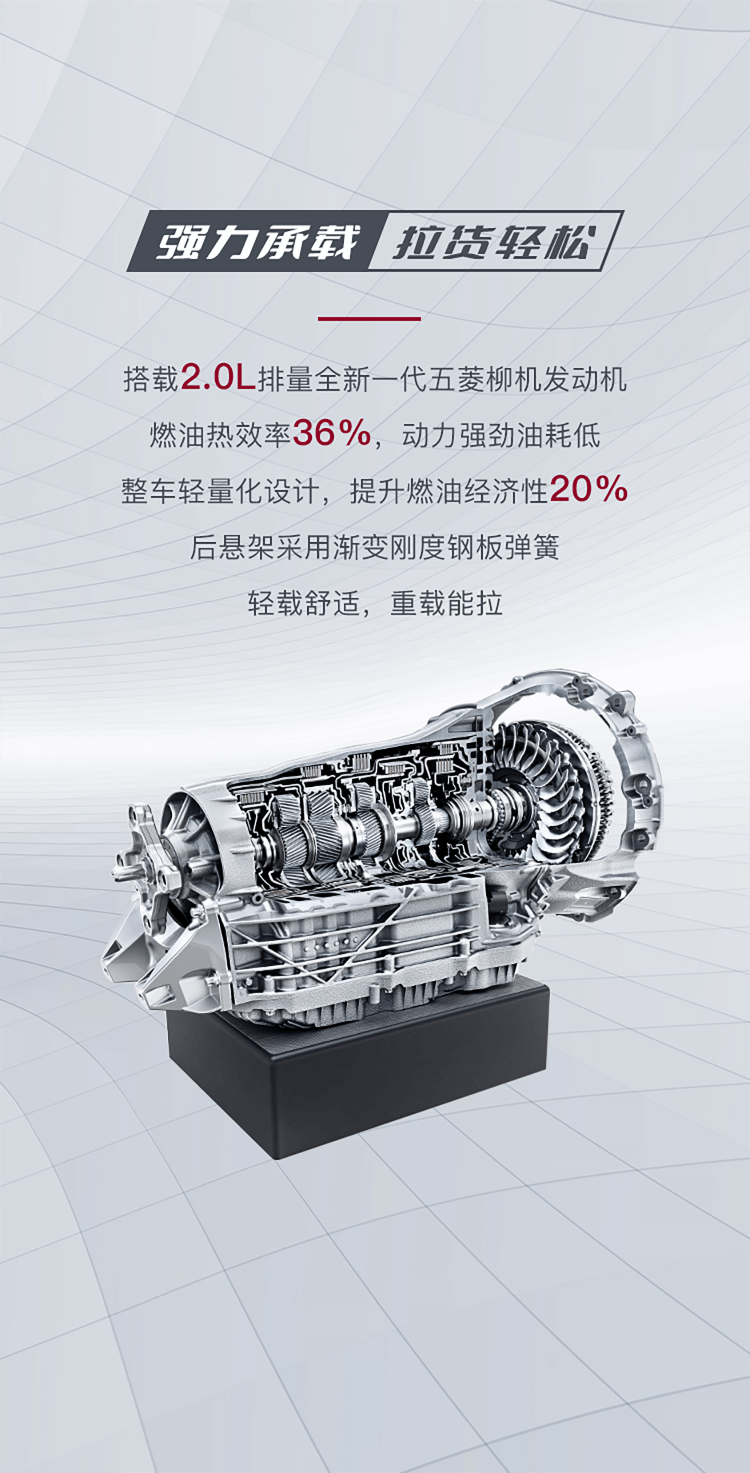 强力承载 拉货轻松
搭载2.0L排量全新一代五菱柳机发动机
燃油热效率36%，动力强劲油耗低
整车轻量化设计，提升燃油经济性20%
后悬架采用渐变刚度钢板弹簧
轻载舒适，重载能拉